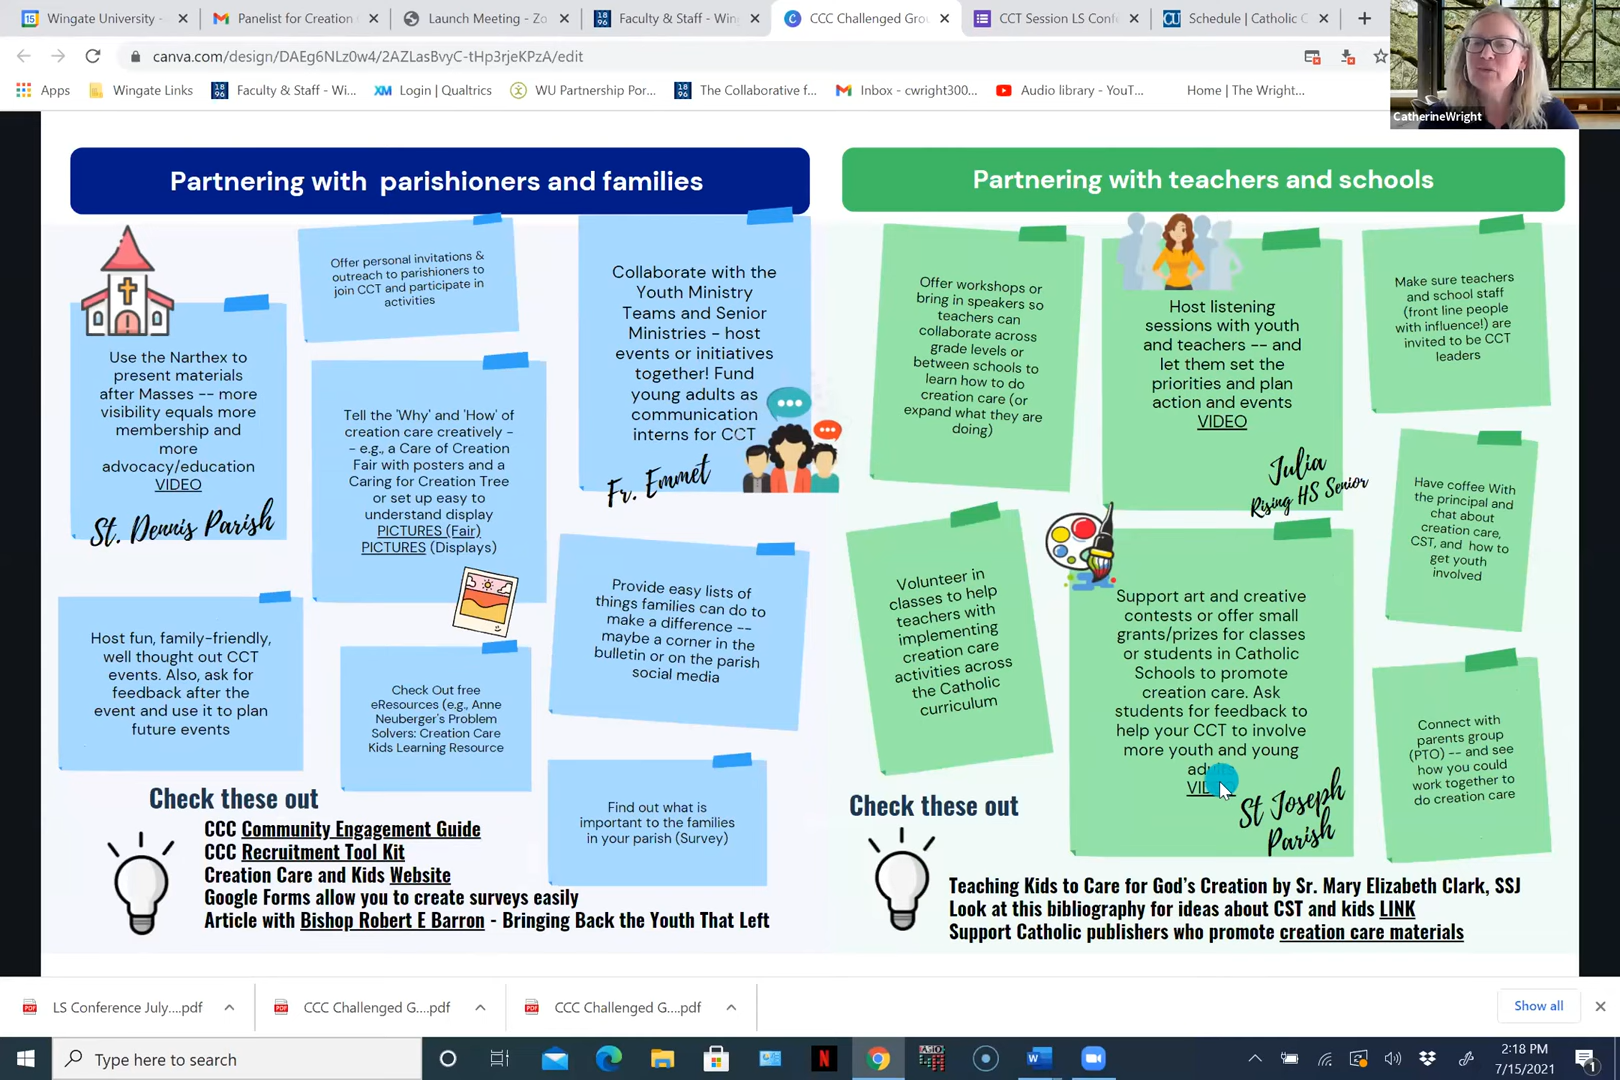 Wingate University -
Panelist for Creation
Launch Meeting - Zo
Faculty & Staff - Win
CCC Challenged Gro
CCT Session LS Conf
Schedule | Catholic C
canva.com/design/DAEg6NLz0w4/2AZLasBvyC-tHp3rjeKPzA/edit
Apps
Wingate Links
Faculty & Staff - Wi...
Login | Qualtrics
WU Partnership Por...
The Collaborative f...
Inbox - cwright300...
Audio library - YouT...
Home | The Wright...
CatherineWright
Partnering with parishioners and families
Use the Narthex to
present materials
after Masses -- more
visibility equals more
membership and
more
advocacy/education
VIDEO
St. Dennis Parish
Offer personal invitations &
outreach to parishioners to
join CCT and participate in
activities
Collaborate with the
Youth Ministry
Teams and Senior
Ministries - host
events or initiatives
together! Fund
young adults as
communication
interns for CCT
Fr. Emmet
Tell the 'Why' and 'How' of
creation care creatively -
- e.g., a Care of Creation
Fair with posters and a
Caring for Creation Tree
or set up easy to
understand display
PICTURES (Fair)
PICTURES (Displays)
Host fun, family-friendly,
well thought out CCT
events. Also, ask for
feedback after the
event and use it to plan
future events
Check Out free
eResources (e.g., Anne
Neuberger's Problem
Solvers: Creation Care
Kids Learning Resource
Provide easy lists of
things families can do to
make a difference --
maybe a corner in the
bulletin or on the parish
social media
Find out what is
important to the families
in your parish (Survey)
Check these out
CCC Community Engagement Guide
CCC Recruitment Tool Kit
Creation Care and Kids Website
Google Forms allow you to create surveys easily
Article with Bishop Robert E Barron - Bringing Back the Youth That Left
Partnering with teachers and schools
Offer workshops or
bring in speakers so
teachers can
collaborate across
grade levels or
between schools to
learn how to do
creation care (or
expand what they are
doing)
Host listening
sessions with youth
and teachers -- and
let them set the
priorities and plan
action and events
VIDEO
Julia
Rising HS Senior
Make sure teachers
and school staff
(front line people
with influence!) are
invited to be CCT
leaders
Have coffee With
the principal and
chat about
creation care,
CST, and how to
get youth
involved
Volunteer in
classes to help
teachers with
implementing
creation care
activities across
the Catholic
curriculum
Support art and creative
contests or offer small
grants/prizes for classes
or students in Catholic
Schools to promote
creation care. Ask
students for feedback to
help your CCT to involve
more youth and young
adults
VIDEO
St Joseph
Parish
Connect with
parents group
(PTO) -- and see
how you could
work together to
do creation care
Check these out
Teaching Kids to Care for God's Creation by Sr. Mary Elizabeth Clark, SSJ
Look at this bibliography for ideas about CST and kids LINK
Support Catholic publishers who promote creation care materials
LS Conference July....pdf
CCC Challenged G....pdf
CCC Challenged G....pdf
Show all
Type here to search
2:18 PM
7/15/2021